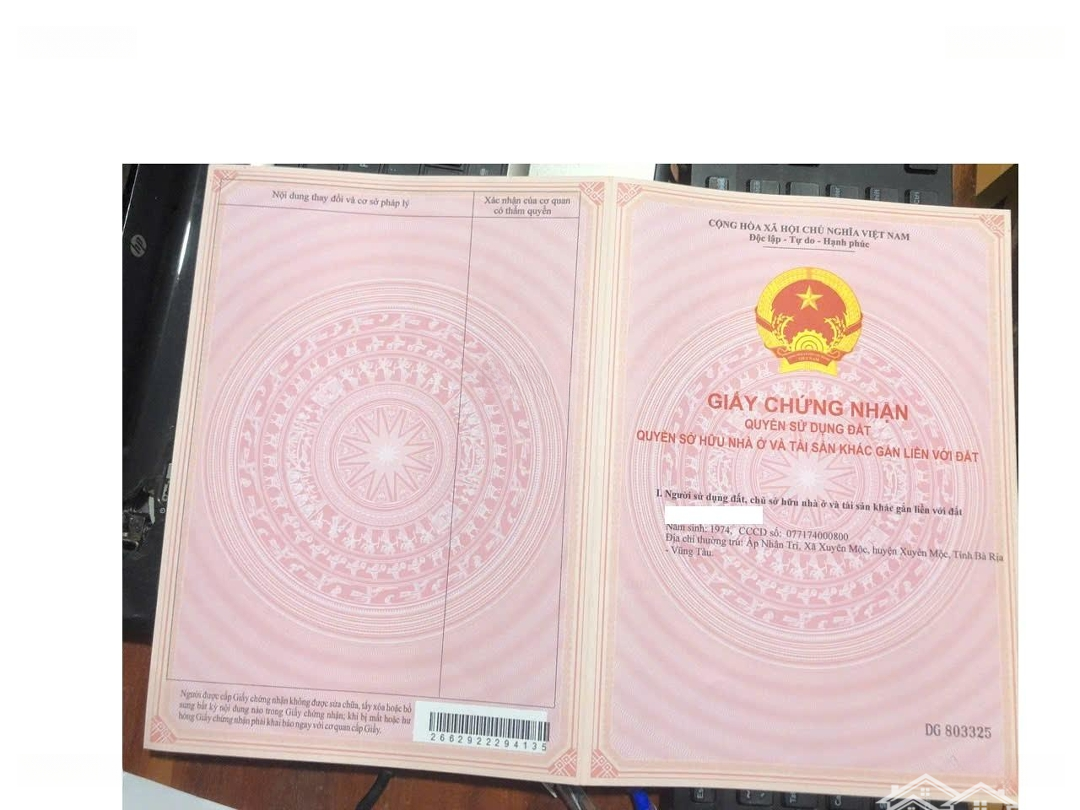 Nội dung thay đổi và cơ sở pháp lý
Xác nhận của cơ quan
có thẩm quyền
Người được cấp Giấy chứng nhận không được sửa chữa, tẩy xóa hoặc bổ
sung bất kỳ nội dung nào trong Giấy chứng nhận; khi bị mất hoặc hư
hỏng Giấy chứng nhận phải khai báo ngay với cơ quan cấp Giấy.
2662922294135
CỘNG HÒA XÃ HỘI CHỦ NGHĨA VIỆT NAM
Độc lập - Tự do - Hạnh phúc
VIỆT NAM
GIẤY CHỨNG NHẬN
QUYỀN SỬ DỤNG ĐẤT
QUYỀN SỞ HỮU NHÀ Ở VÀ TÀI SẢN KHÁC GẮN LIỀN VỚI ĐẤT
I. Người sử dụng đất, chủ sở hữu nhà ở và tài sản khác gắn liền với đất
Năm sinh: 1974, CCCD số: 077174000800
Địa chỉ thường trú: Ấp Nhân Trí, Xã Xuyên Mộc, huyện Xuyên Mộc, Tỉnh Bà Rịa
- Vũng Tàu.
DG 803325
hp